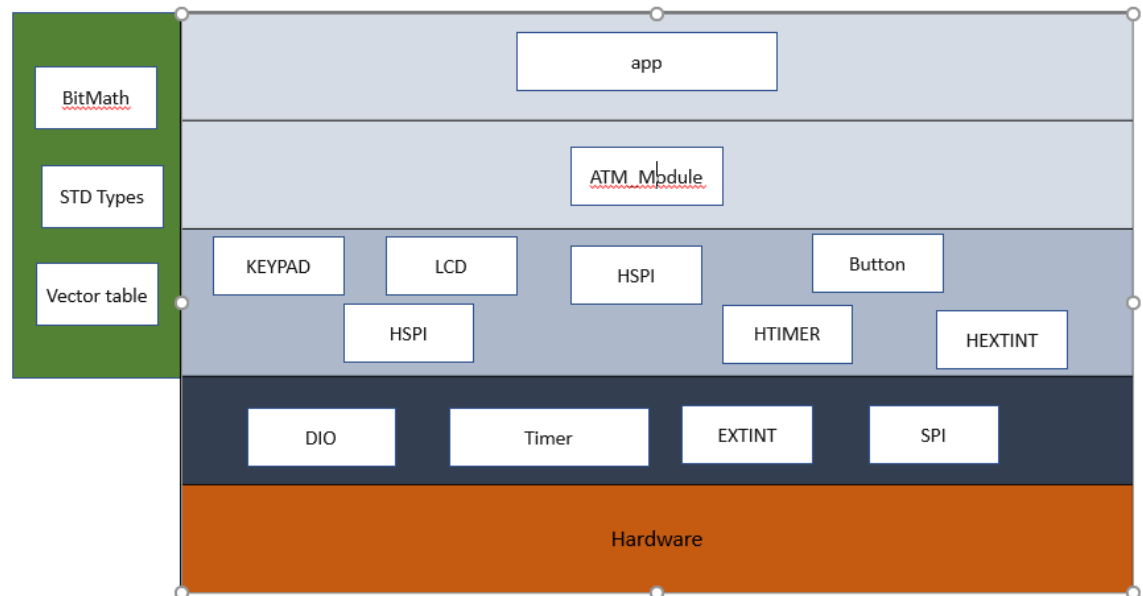 app
BitMath
ATM_Module
STD Types
KEYPAD
LCD
HSPI
Button
Vector table
HSPI
HTIMER
HEXTINT
DIO
Timer
EXTINT
SPI
Hardware